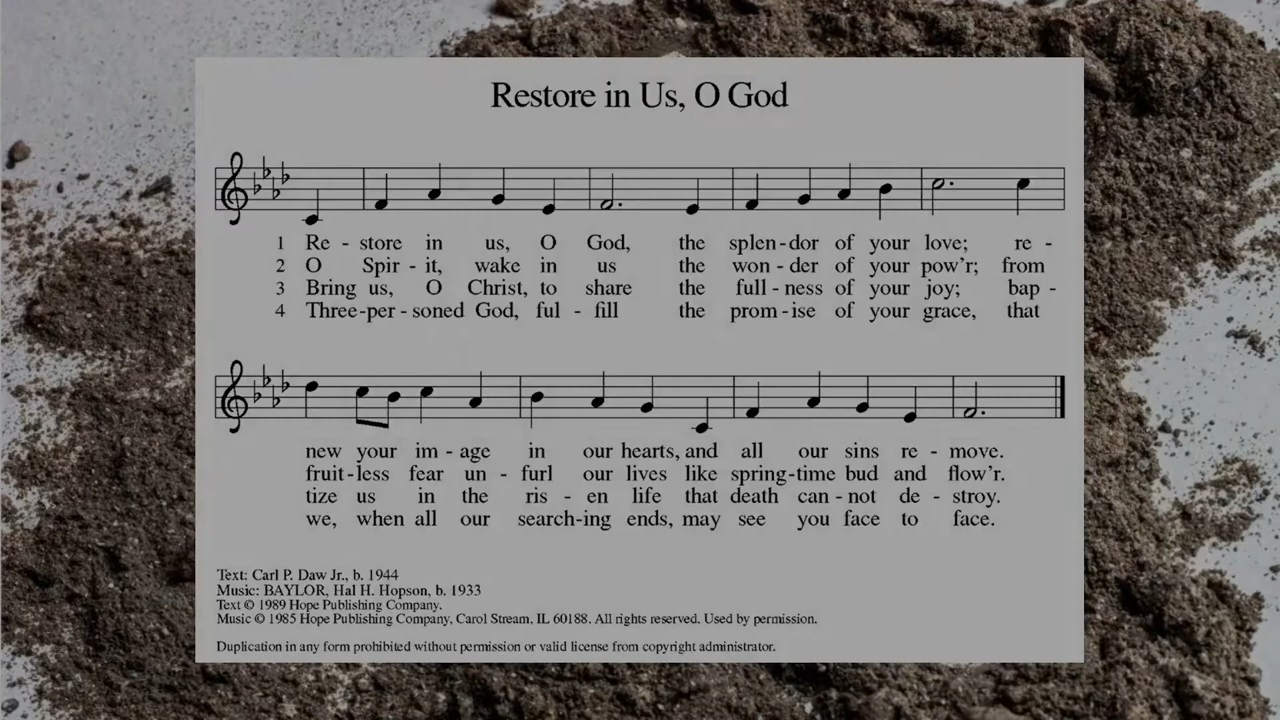 Restore in Us, O God
1 Re - store in us, O God, the splen - dor of your love; re -
2 O Spir - it, wake in us the won - der of your pow'r; from
3 Bring us, O Christ, to share the full - ness of your joy; bap -
4 Three - per - soned God, ful - fill the prom - ise of your grace, that
new your im - age in our hearts, and all our sins re - move.
fruit - less fear un - furl our lives like spring - time bud and flow'r.
tize us in the ris - en life that death can - not de - stroy.
we, when all our search - ing ends, may see you face to face.
Text: Carl P. Daw Jr., b. 1944
Music: BAYLOR, Hal H. Hopson, b. 1933
Text © 1989 Hope Publishing Company.
Music © 1985 Hope Publishing Company, Carol Stream, IL 60188. All rights reserved. Used by permission.
Duplication in any form prohibited without permission or valid license from copyright administrator.